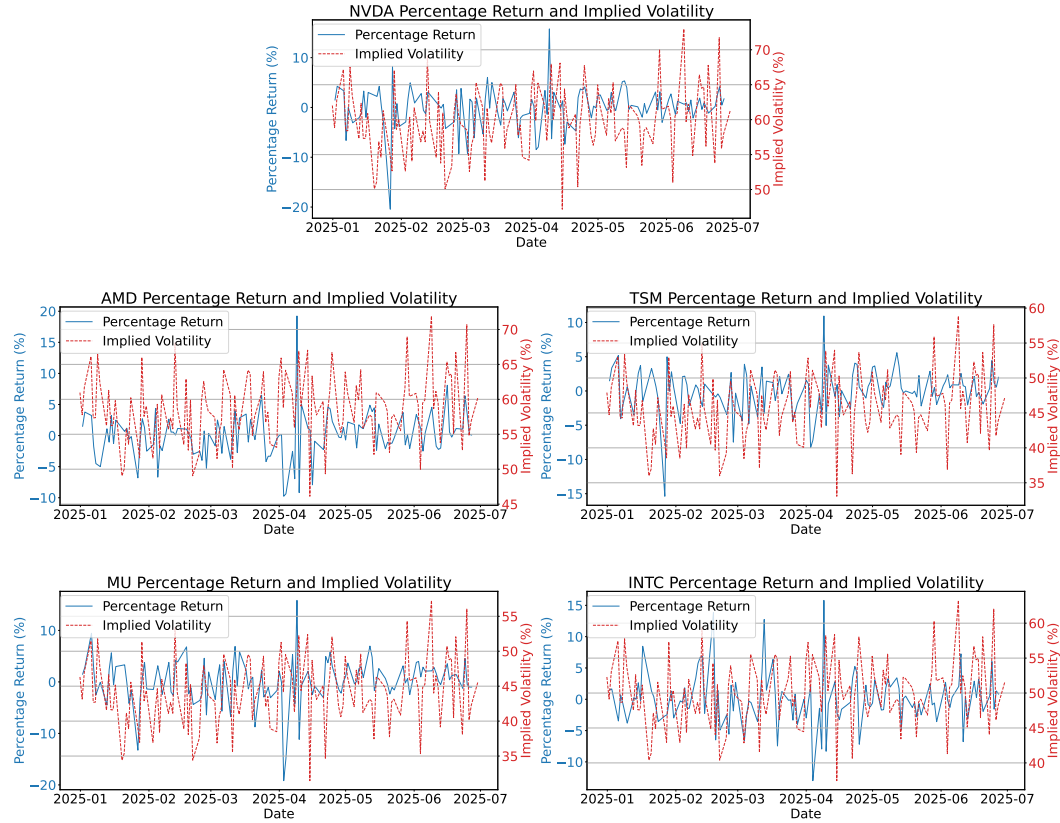 NVDA Percentage Return and Implied Volatility
Percentage Return
Implied Volatility
Percentage Return (%)
10
0
−10
−20
70
65
60
55
50
Implied Volatility (%)
2025-01 2025-02 2025-03 2025-04 2025-05 2025-06 2025-07
Date
AMD Percentage Return and Implied Volatility
Percentage Return
Implied Volatility
Percentage Return (%)
20
15
10
5
0
−5
−10
70
65
60
55
50
45
Implied Volatility (%)
2025-01 2025-02 2025-03 2025-04 2025-05 2025-06 2025-07
Date
TSM Percentage Return and Implied Volatility
Percentage Return
Implied Volatility
Percentage Return (%)
10
5
0
−5
−10
−15
60
55
50
45
40
35
Implied Volatility (%)
2025-01 2025-02 2025-03 2025-04 2025-05 2025-06 2025-07
Date
MU Percentage Return and Implied Volatility
Percentage Return
Implied Volatility
Percentage Return (%)
10
0
−10
−20
55
50
45
40
35
Implied Volatility (%)
2025-01 2025-02 2025-03 2025-04 2025-05 2025-06 2025-07
Date
INTC Percentage Return and Implied Volatility
Percentage Return
Implied Volatility
Percentage Return (%)
15
10
5
0
−5
−10
60
55
50
45
40
Implied Volatility (%)
2025-01 2025-02 2025-03 2025-04 2025-05 2025-06 2025-07
Date